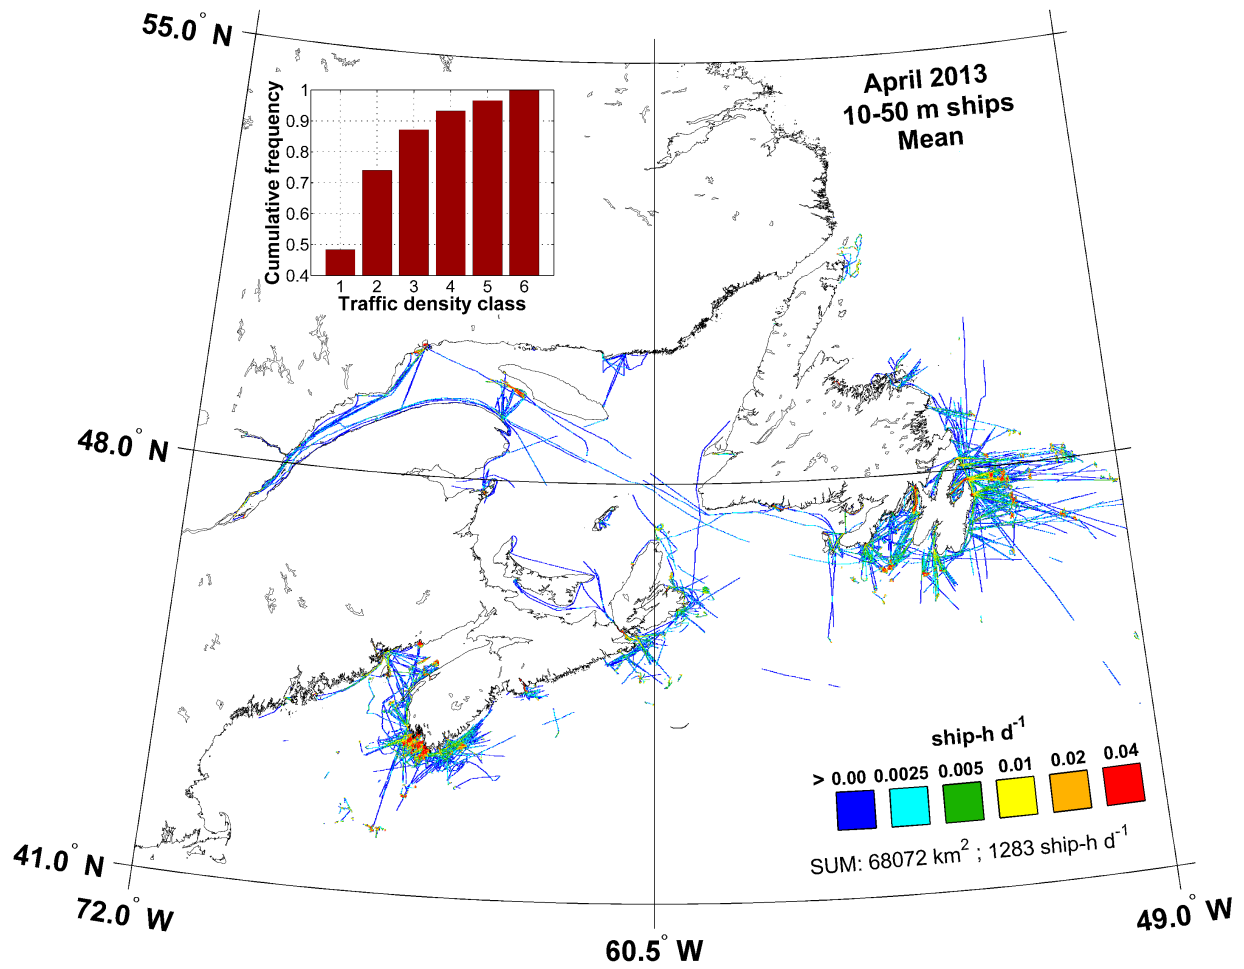 55.0° N
April 2013
10-50 m ships
Mean
Cumulative frequency
1
0.9
0.8
0.7
0.6
0.5
0.4
1 2 3 4 5 6
Traffic density class
48.0° N
ship-h d-1
> 0.00 0.0025 0.005 0.01 0.02 0.04
SUM: 68072 km2 ; 1283 ship-h d-1
41.0° N
72.0° W
60.5° W
49.0° W